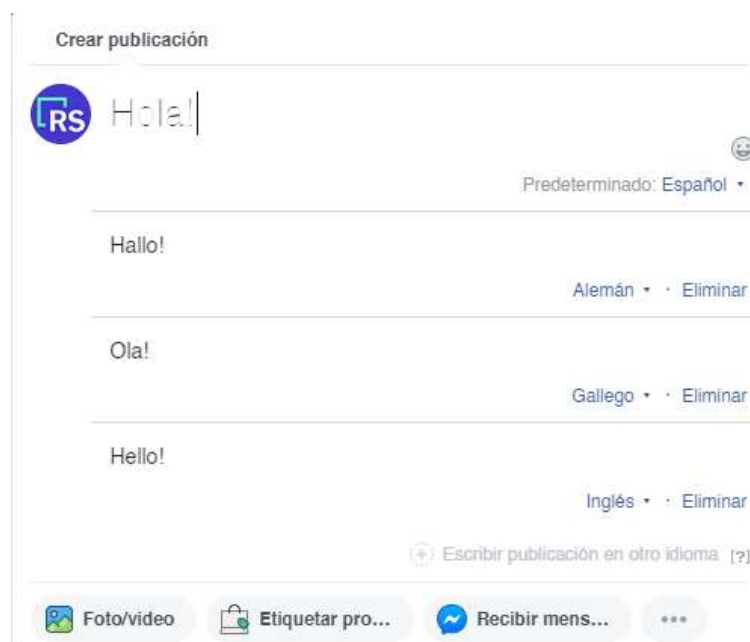 Crear publicación
RS
Hola!
Predeterminado: Español
Hallo!
Alemán · Eliminar
Ola!
Gallego · Eliminar
Hello!
Inglés · Eliminar
Escribir publicación en otro idioma [?]
Foto/video Etiquetar pro... Recibir mens... ...